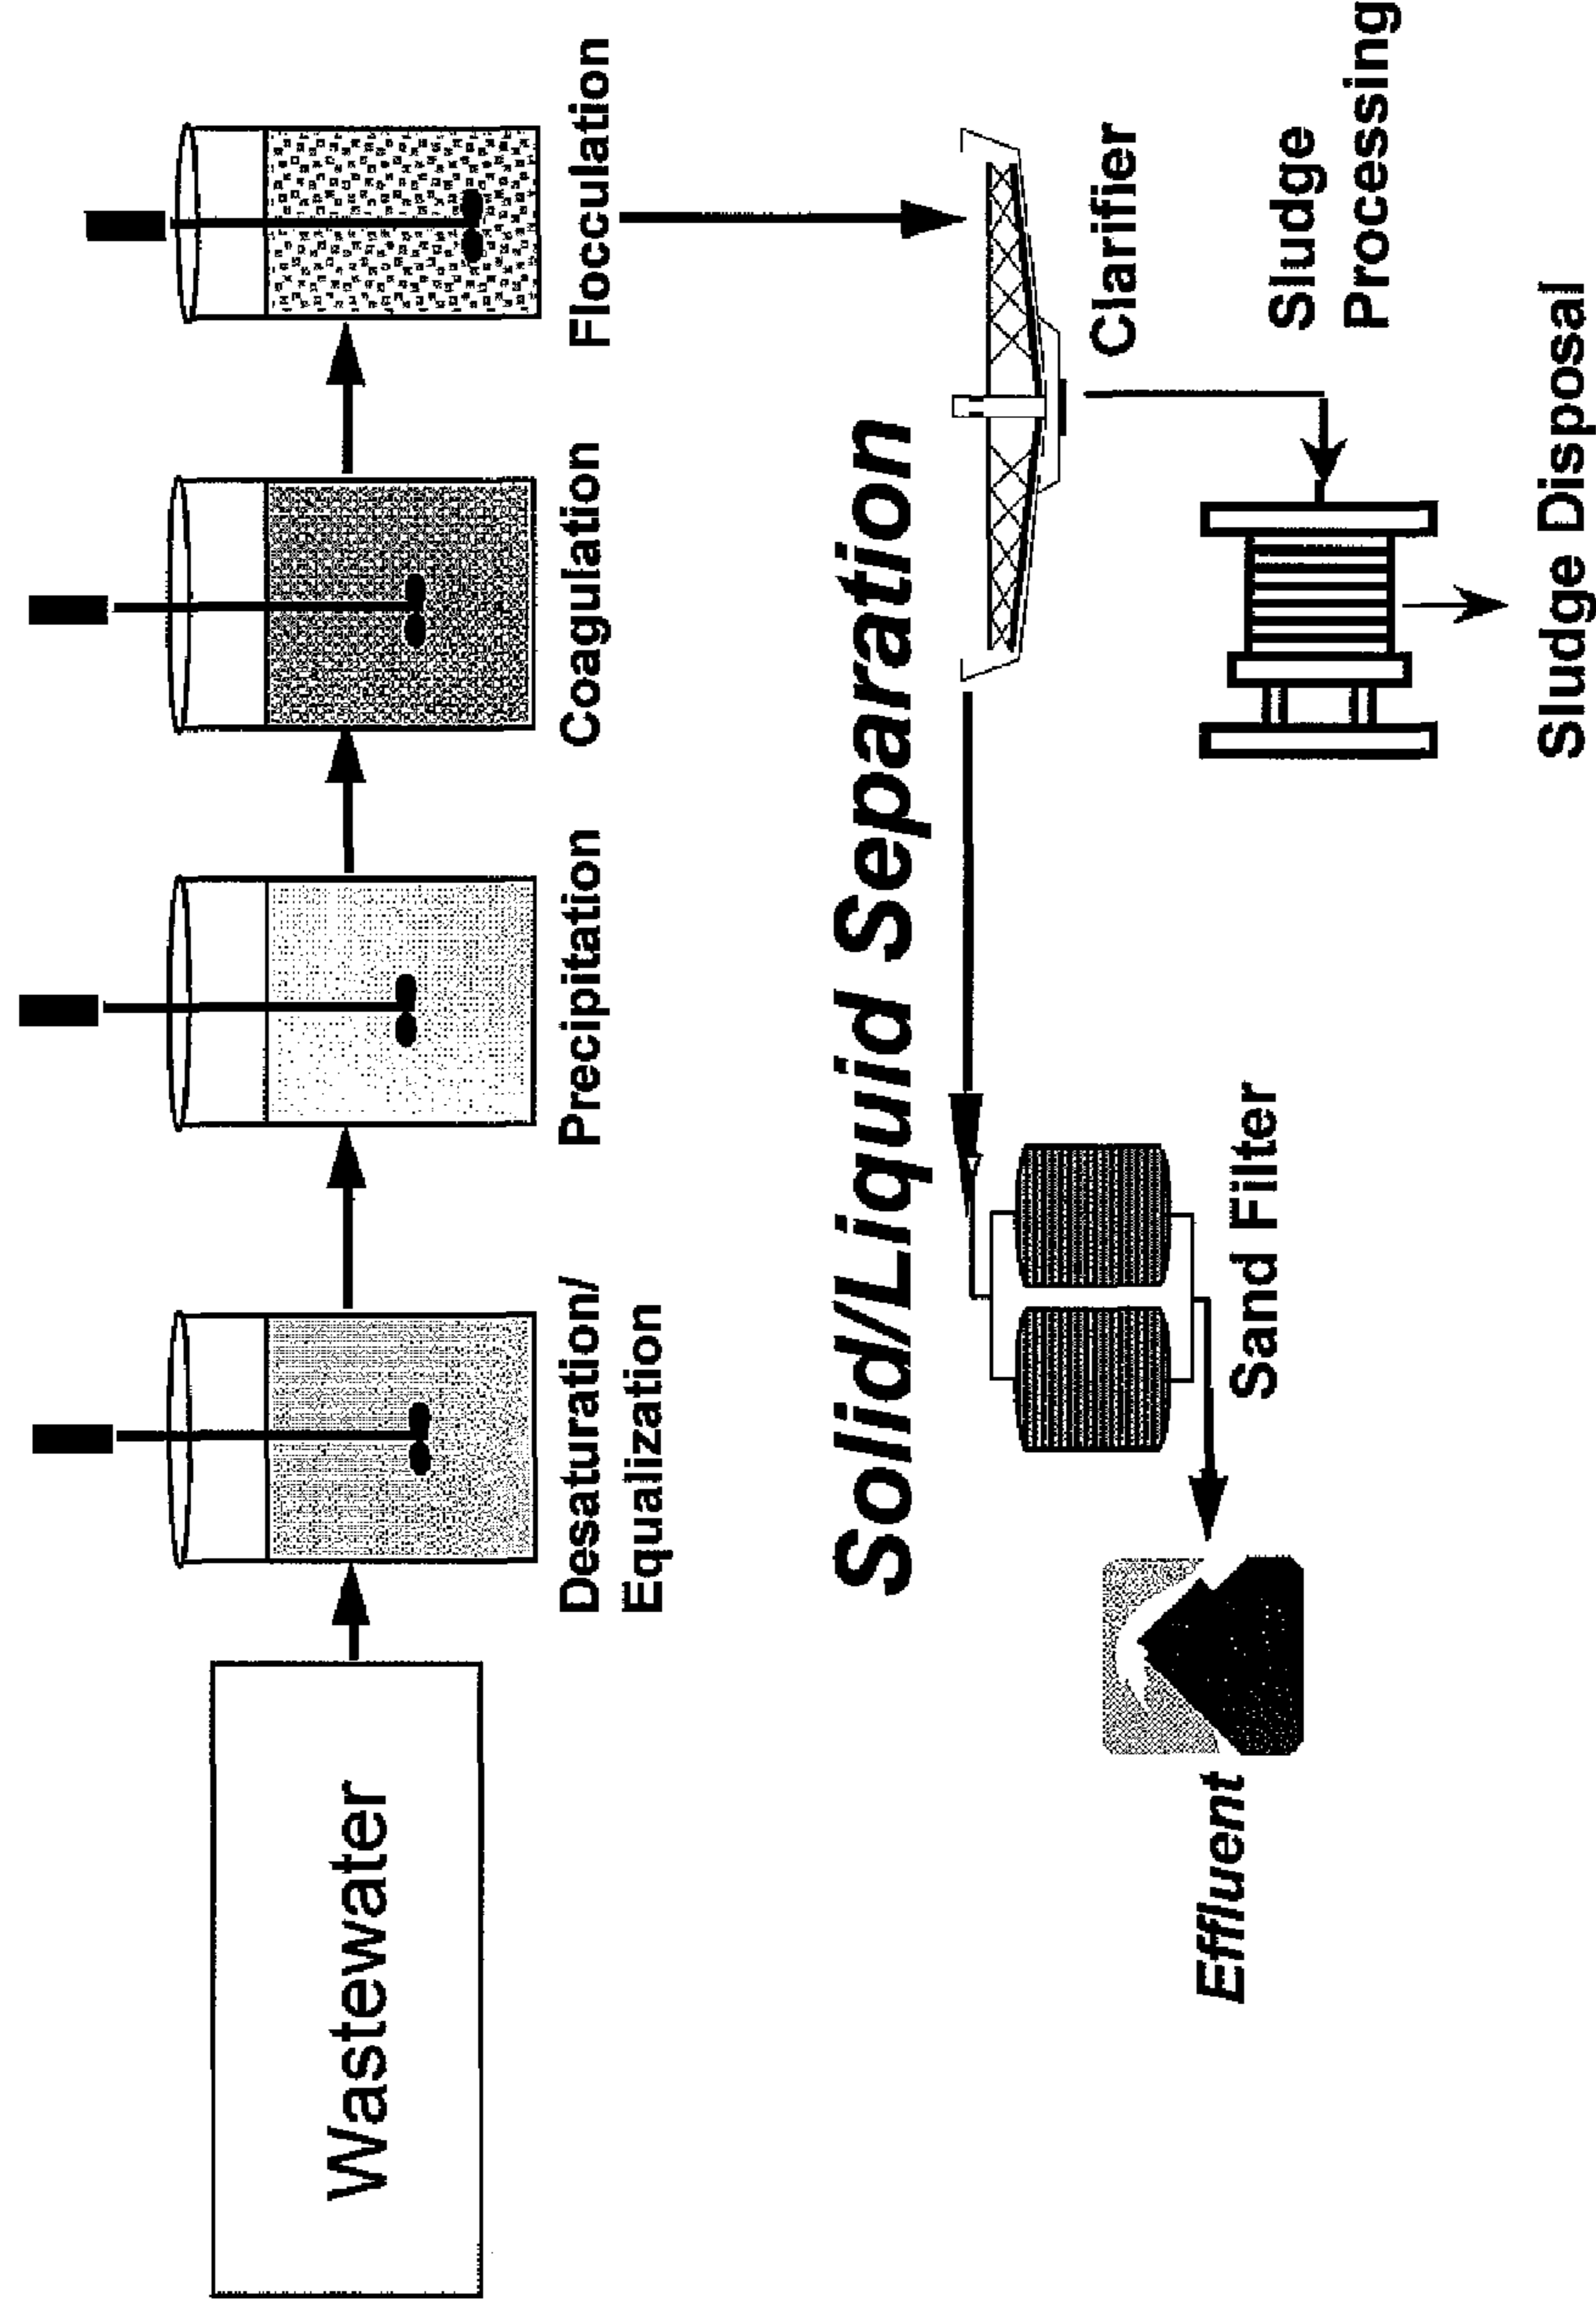 Wastewater
Desaturation/
Equalization
Precipitation
Coagulation
Flocculation
Solid/Liquid Separation
Clarifier
Sand Filter
Effluent
Sludge
Processing
Sludge Disposal